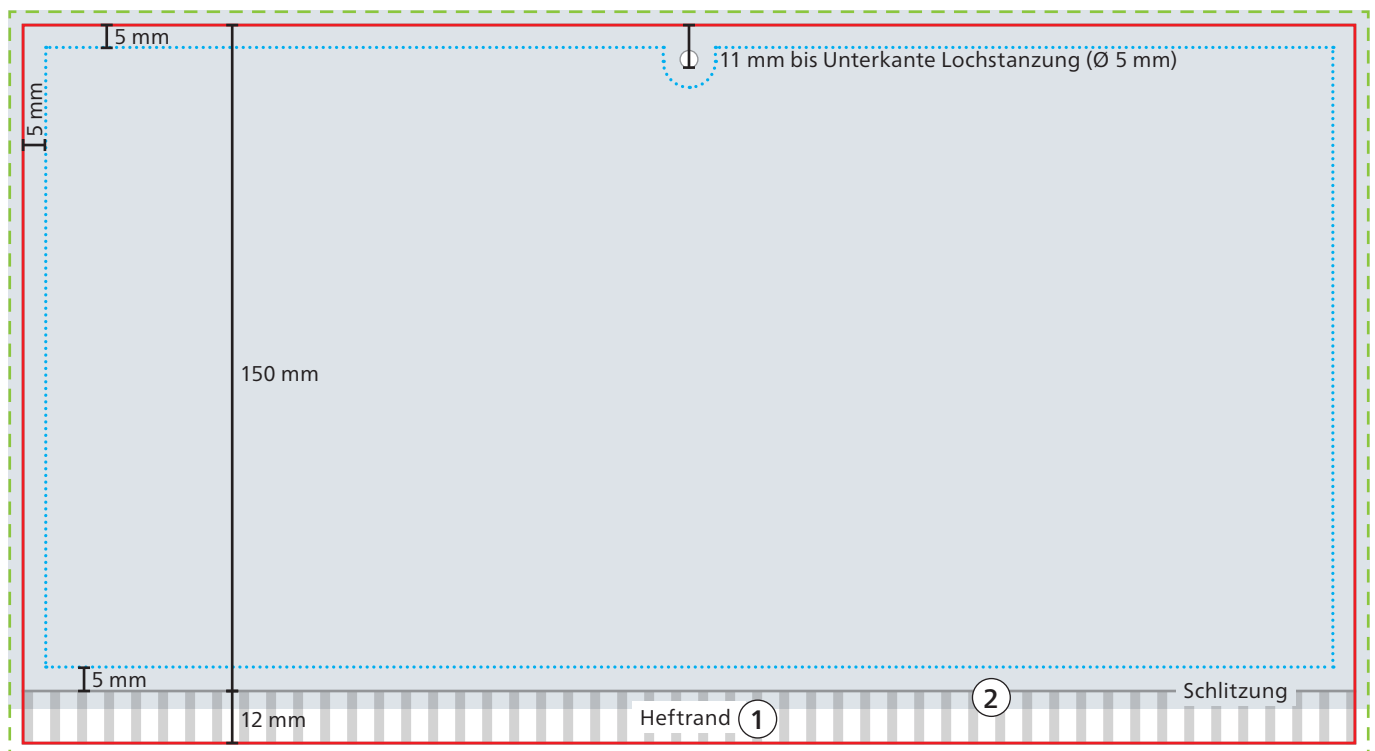 5 mm
11 mm bis Unterkante Lochstanzung (Ø 5 mm)
5 mm
150 mm
5 mm
2
Schlitzung
12 mm
Heftrand 1